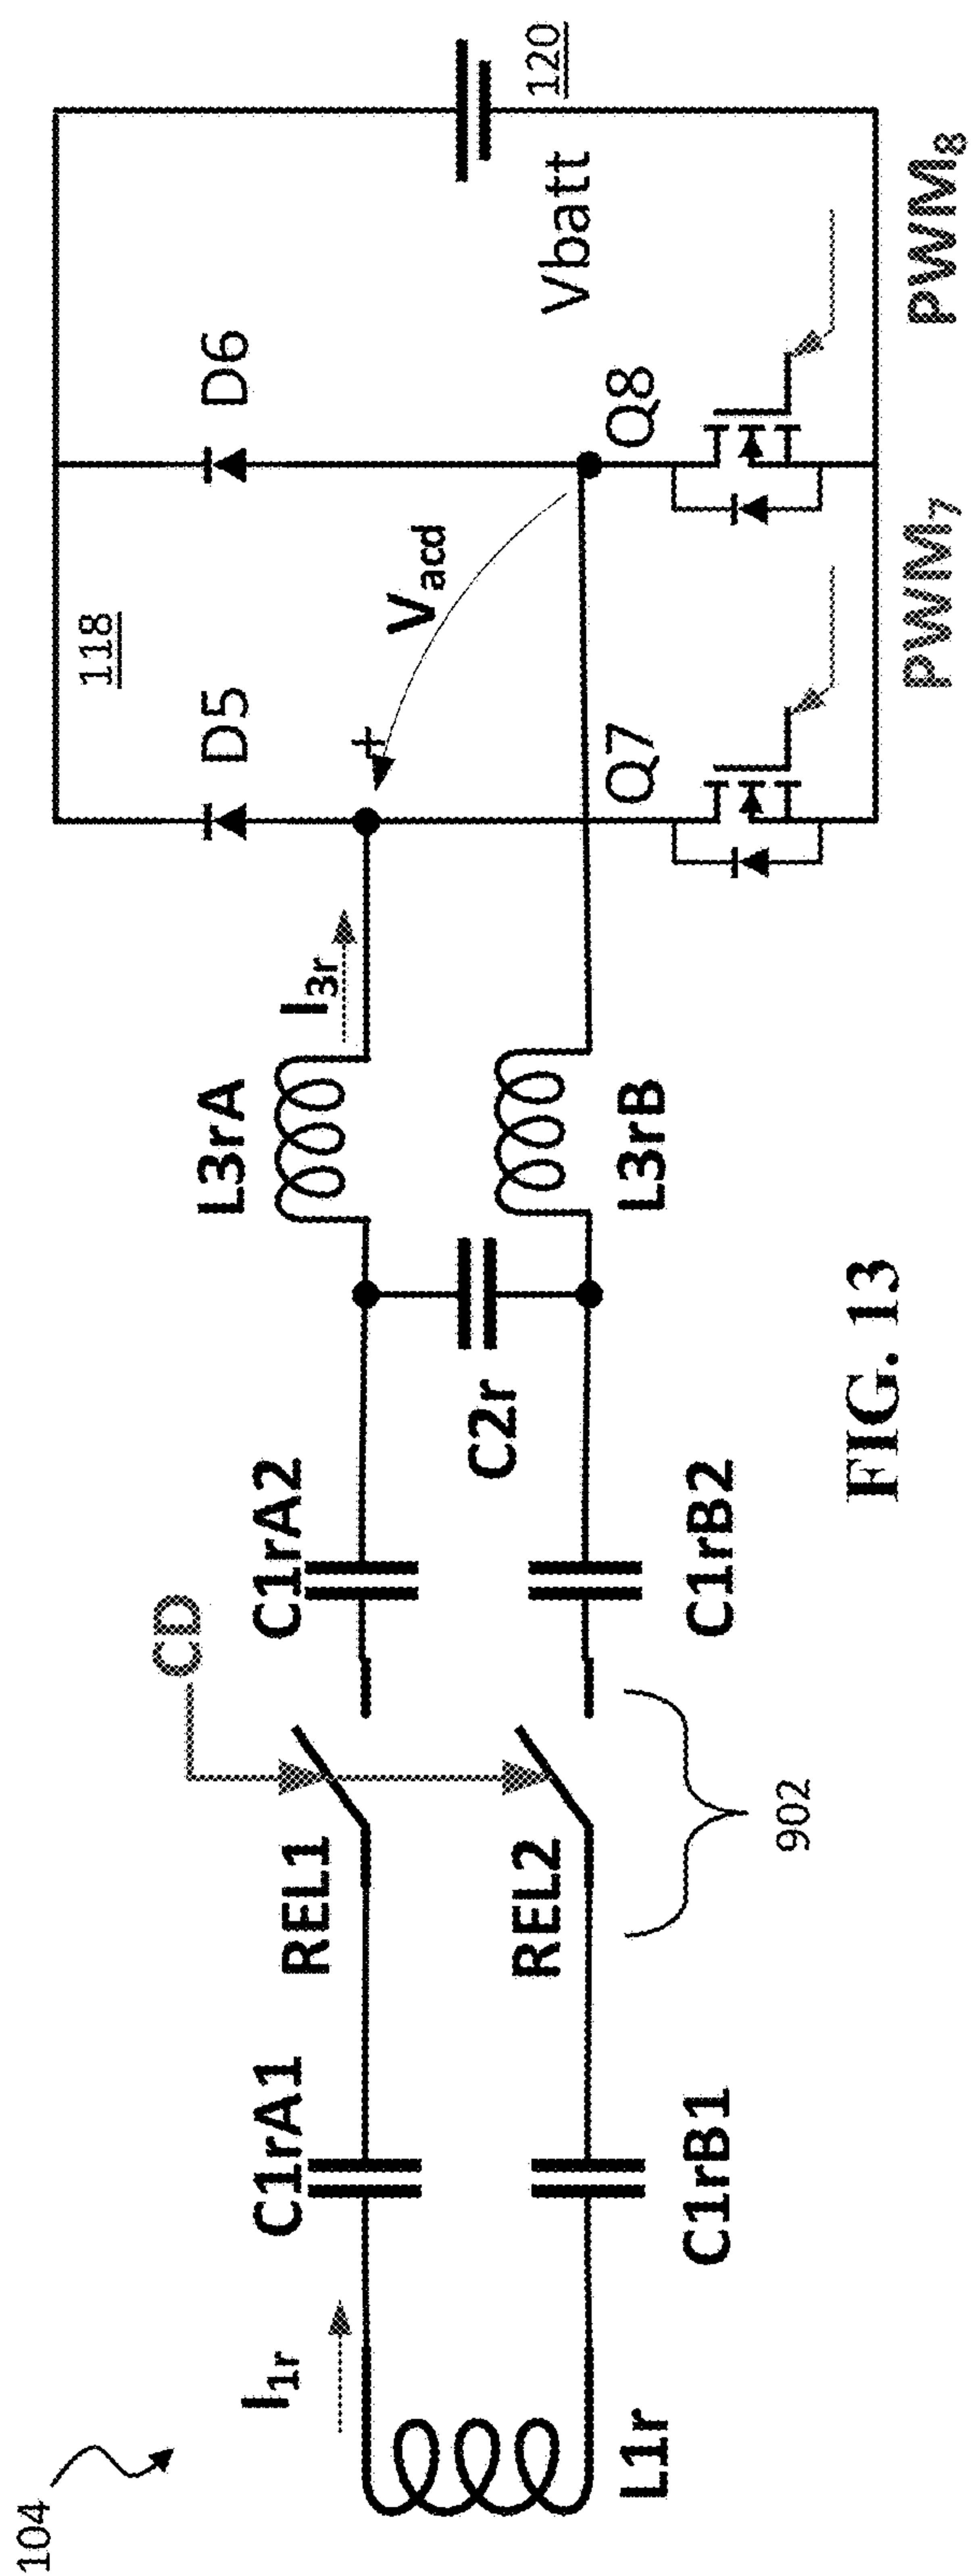 104
I1r
L1r
C1rA1
C1rB1
REL1
REL2
CD
902
C1rA2
C1rB2
C2r
L3rA
L3rB
I3r
118
D5
D6
+
Vacd
Q7
Q8
PWM7
PWM8
Vbatt
120
FIG. 13